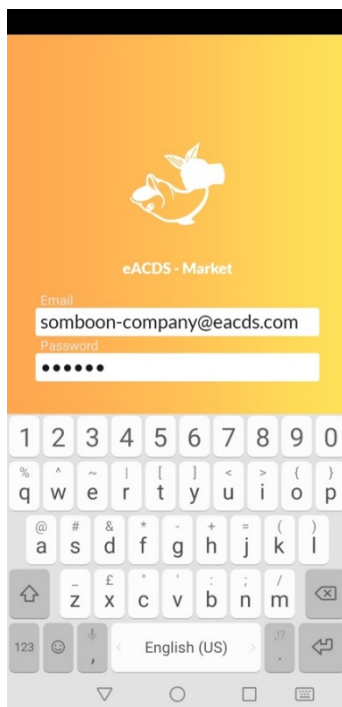 eACDS - Market
Email
somboon-company@eacds.com
Password
••••••
1 2 3 4 5 6 7 8 9 0
% ^ ~ | [ ] < > { }
q w e r t y u i o p
@ # & * - + = ( )
a s d f g h j k l
_ £ " ' : ; /
z x c v b n m
123 , < English (US) > ,!? .